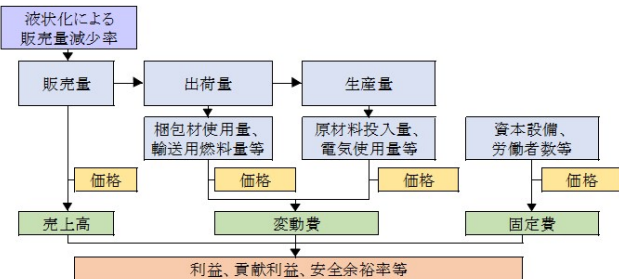 液状化による
販売量減少率
販売量
出荷量
生産量
梱包材使用量、
輸送用燃料量等
原材料投入量、
電気使用量等
資本設備、
労働者数等
価格
価格
価格
価格
売上高
変動費
固定費
利益、貢献利益、安全余裕率等